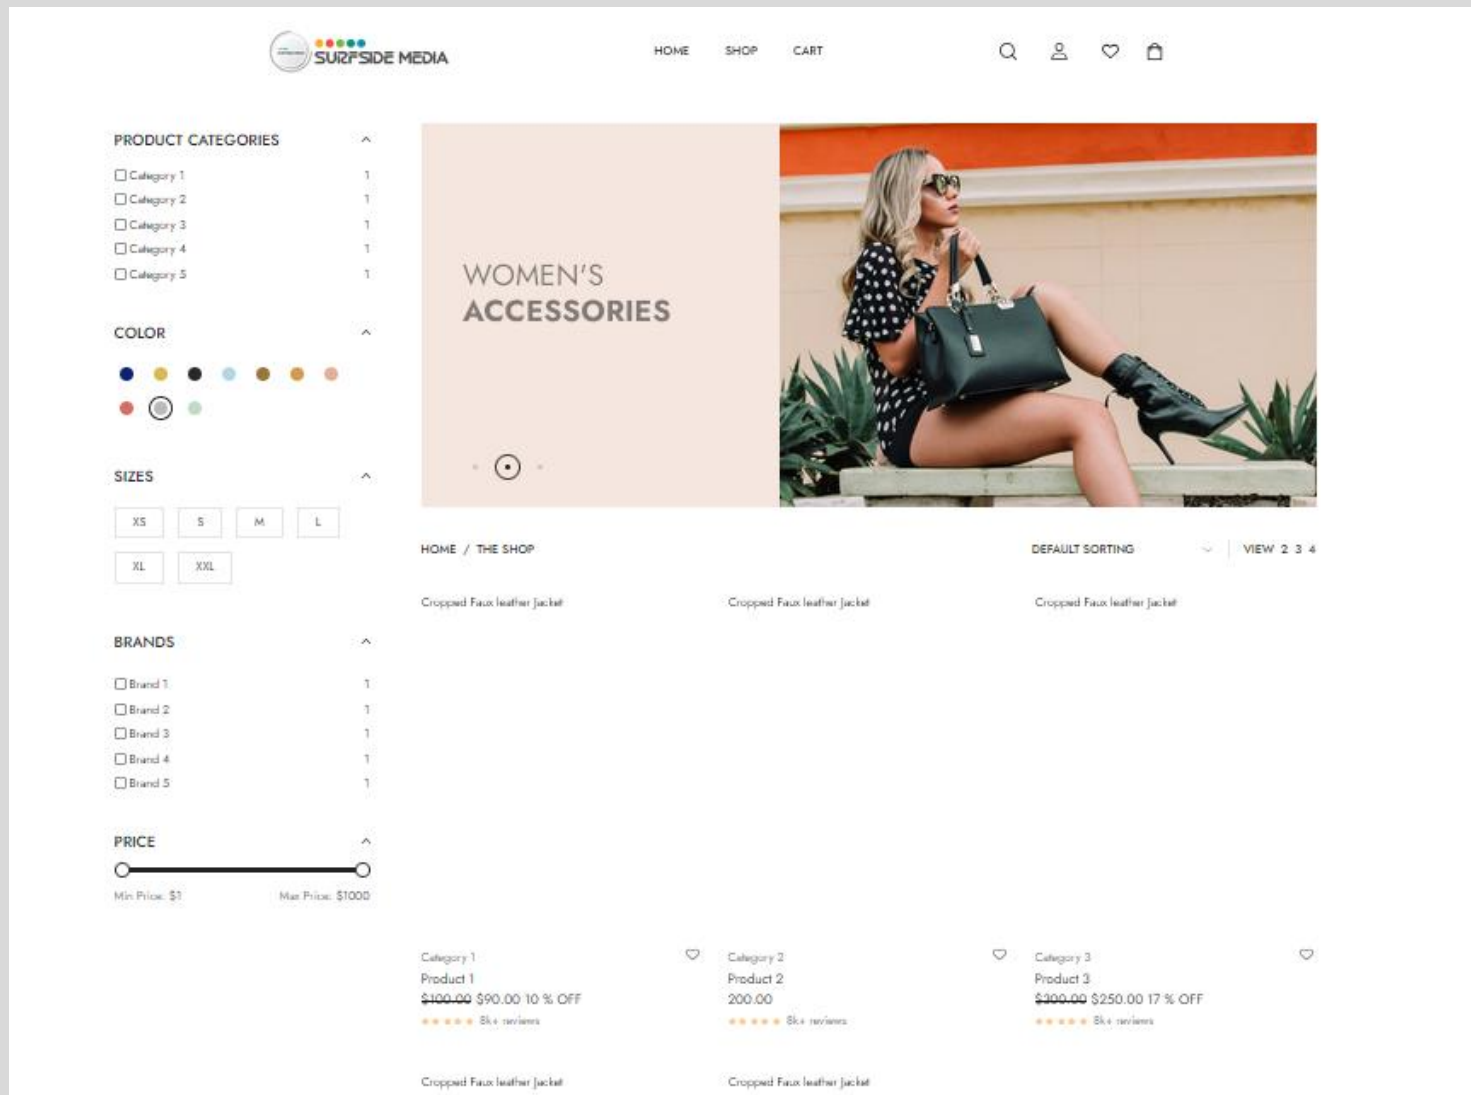 SURFSIDE MEDIA
HOME SHOP CART
PRODUCT CATEGORIES
Category 1 1
Category 2 1
Category 3 1
Category 4 1
Category 5 1
COLOR
SIZES
XS S M L
XL XXL
BRANDS
Brand 1 1
Brand 2 1
Brand 3 1
Brand 4 1
Brand 5 1
PRICE
Min Price: $1 Max Price: $1000
WOMEN'S
ACCESSORIES
HOME / THE SHOP
DEFAULT SORTING VIEW 2 3 4
Cropped Faux leather Jacket Cropped Faux leather Jacket Cropped Faux leather Jacket
Category 1 Category 2 Category 3
Product 1 Product 2 Product 3
$100.00 $90.00 10 % OFF 200.00 $300.00 $250.00 17 % OFF
8k+ reviews 8k+ reviews 8k+ reviews
Cropped Faux leather Jacket Cropped Faux leather Jacket